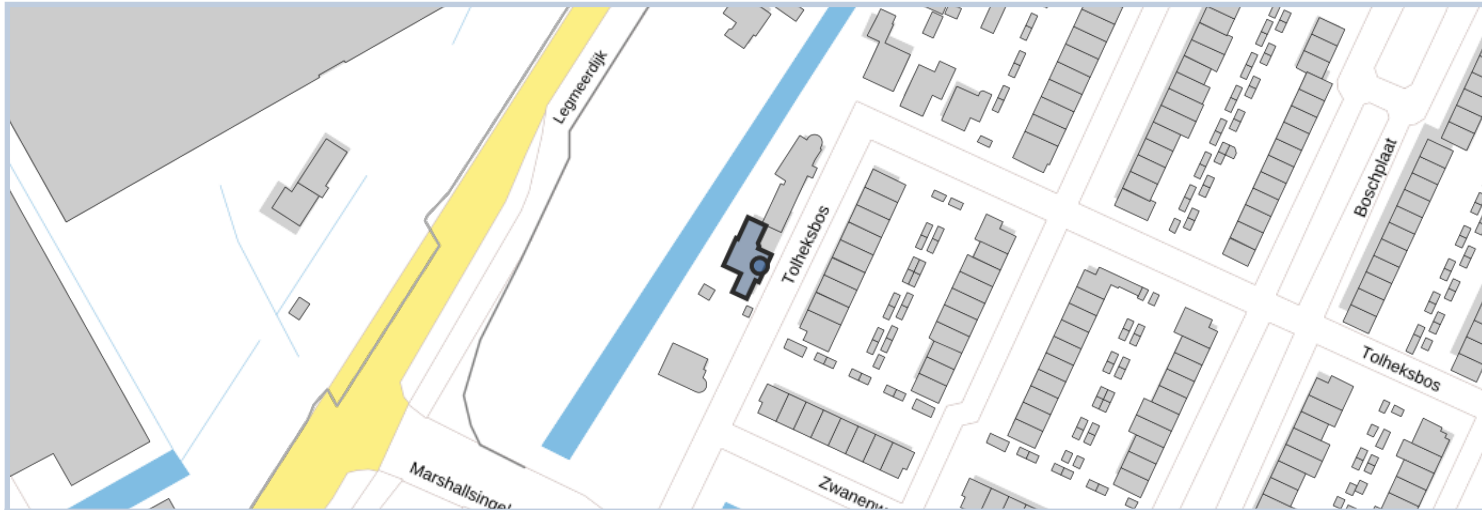 Legmeerdijk
Boschplaat
Tolheksbos
Tolheksbos
Marshallsingel
Zwanenw